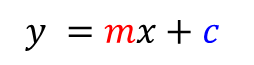 y = mx + c